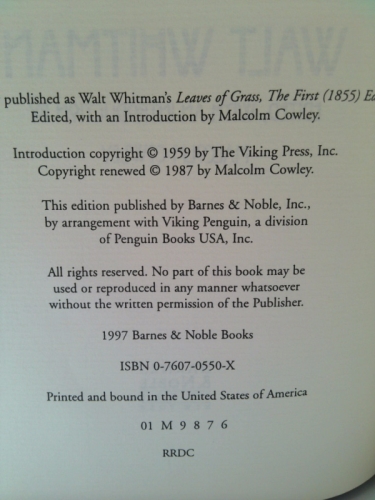 WALT WHITMAN
published as Walt Whitman's Leaves of Grass, The First (1855)
Edited, with an Introduction by Malcolm Cowley.
Introduction copyright © 1959 by The Viking Press, Inc.
Copyright renewed © 1987 by Malcolm Cowley.
This edition published by Barnes & Noble, Inc.,
by arrangement with Viking Penguin, a division
of Penguin Books USA, Inc.
All rights reserved. No part of this book may be
used or reproduced in any manner whatsoever
without the written permission of the Publisher.
1997 Barnes & Noble Books
ISBN 0-7607-0550-X
Printed and bound in the United States of America
01 M 9 8 7 6
RRDC